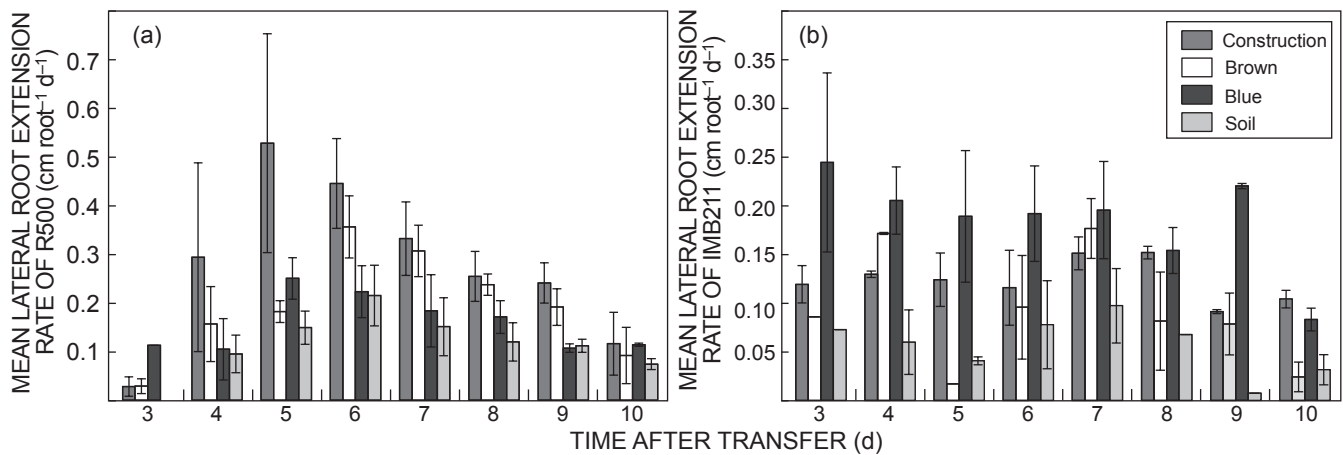 (a)
MEAN LATERAL ROOT EXTENSION
RATE OF R500 (cm root⁻¹ d⁻¹)
0.7
0.6
0.5
0.4
0.3
0.2
0.1
3 4 5 6 7 8 9 10
(b)
MEAN LATERAL ROOT EXTENSION
RATE OF IMB211 (cm root⁻¹ d⁻¹)
0.35
0.30
0.25
0.20
0.15
0.10
0.05
Construction
Brown
Blue
Soil
3 4 5 6 7 8 9 10
TIME AFTER TRANSFER (d)